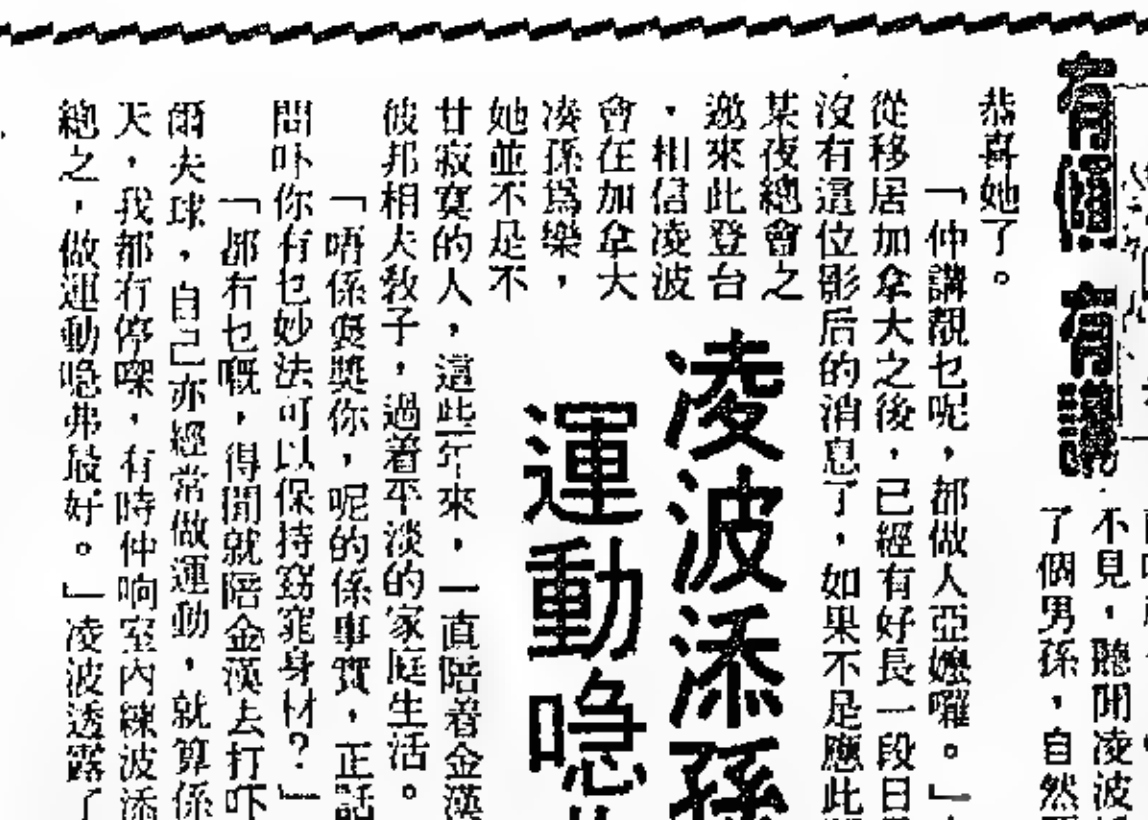 有個
有
不見，聽聞凌波
了個男孫，自然
恭喜她了。
「仲講靚乜呢，都做人亞嬤囉。」
從移居加拿大之後，已經有好長一段日
沒有這位影后的消息了，如果不是應此
某夜總會之
邀來此登台
，相信凌波
會在加拿大
凑孫爲樂，
她並不是不
凌波添孫
運動喼
甘寂寞的人，這些年來，一直陪着金漢
彼邦相夫教子，過着平淡的家庭生活。
「唔係褒獎你，呢的係事實，正話
問吓你有乜妙法可以保持窈窕身材？」
「都冇乜嘅，得閒就陪金漢去打吓
爾夫球，自己亦經常做運動，就算係
天，我都冇停㗎，有時仲响室內練波
總之，做運動喼弗最好。」凌波透露了